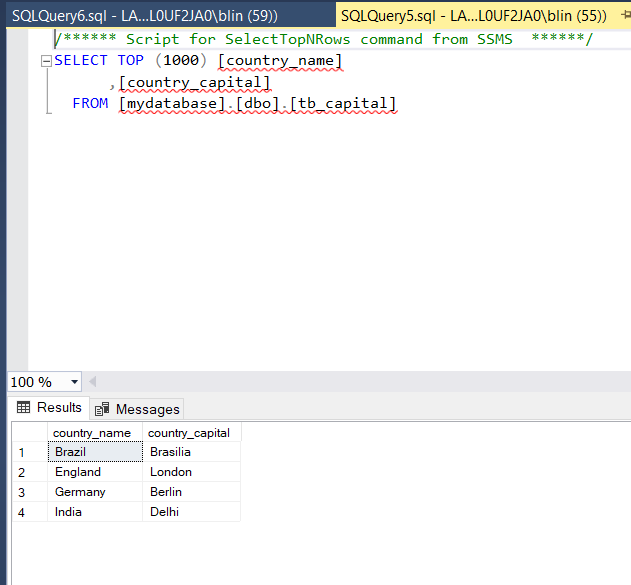 SQLQuery6.sql - LA...L0UF2JA0\blin (59))
SQLQuery5.sql - LA...L0UF2JA0\blin (55))
/****** Script for SelectTopNRows command from SSMS  ******/
SELECT TOP (1000) [country_name]
,[country_capital]
FROM [mydatabase].[dbo].[tb_capital]
100 %
Results Messages
country_name country_capital
1 Brazil Brasilia
2 England London
3 Germany Berlin
4 India Delhi